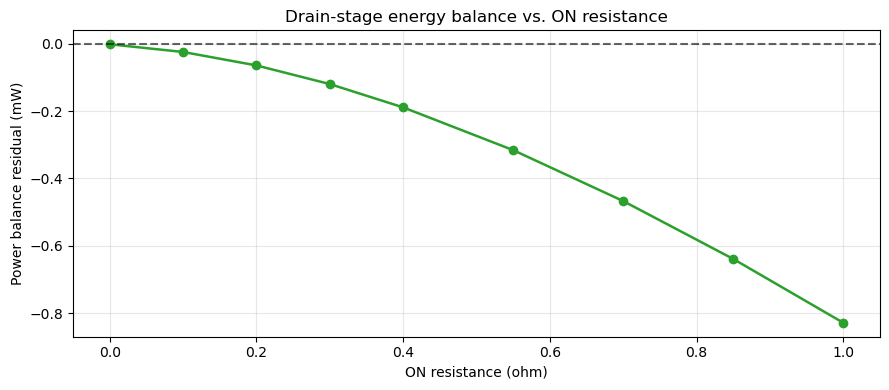 Drain-stage energy balance vs. ON resistance
Power balance residual (mW)
0.0
−0.2
−0.4
−0.6
−0.8
0.0 0.2 0.4 0.6 0.8 1.0
ON resistance (ohm)